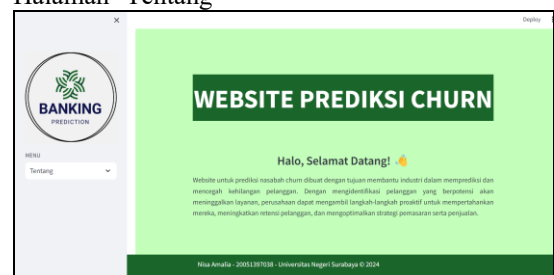 Halaman "Tentang"
×
Deploy
BANKING
PREDICTION
MENU
Tentang
WEBSITE PREDIKSI CHURN
Halo, Selamat Datang! 👋
Website untuk prediksi nasabah churn dibuat dengan tujuan membantu industri dalam memprediksi dan
mencegah kehilangan pelanggan. Dengan mengidentifikasi pelanggan yang berpotensi akan
meninggalkan layanan, perusahaan dapat mengambil langkah-langkah proaktif untuk mempertahankan
mereka, meningkatkan retensi pelanggan, dan mengoptimalkan strategi pemasaran serta penjualan.
Nisa Amalia - 20051397038 - Universitas Negeri Surabaya © 2024